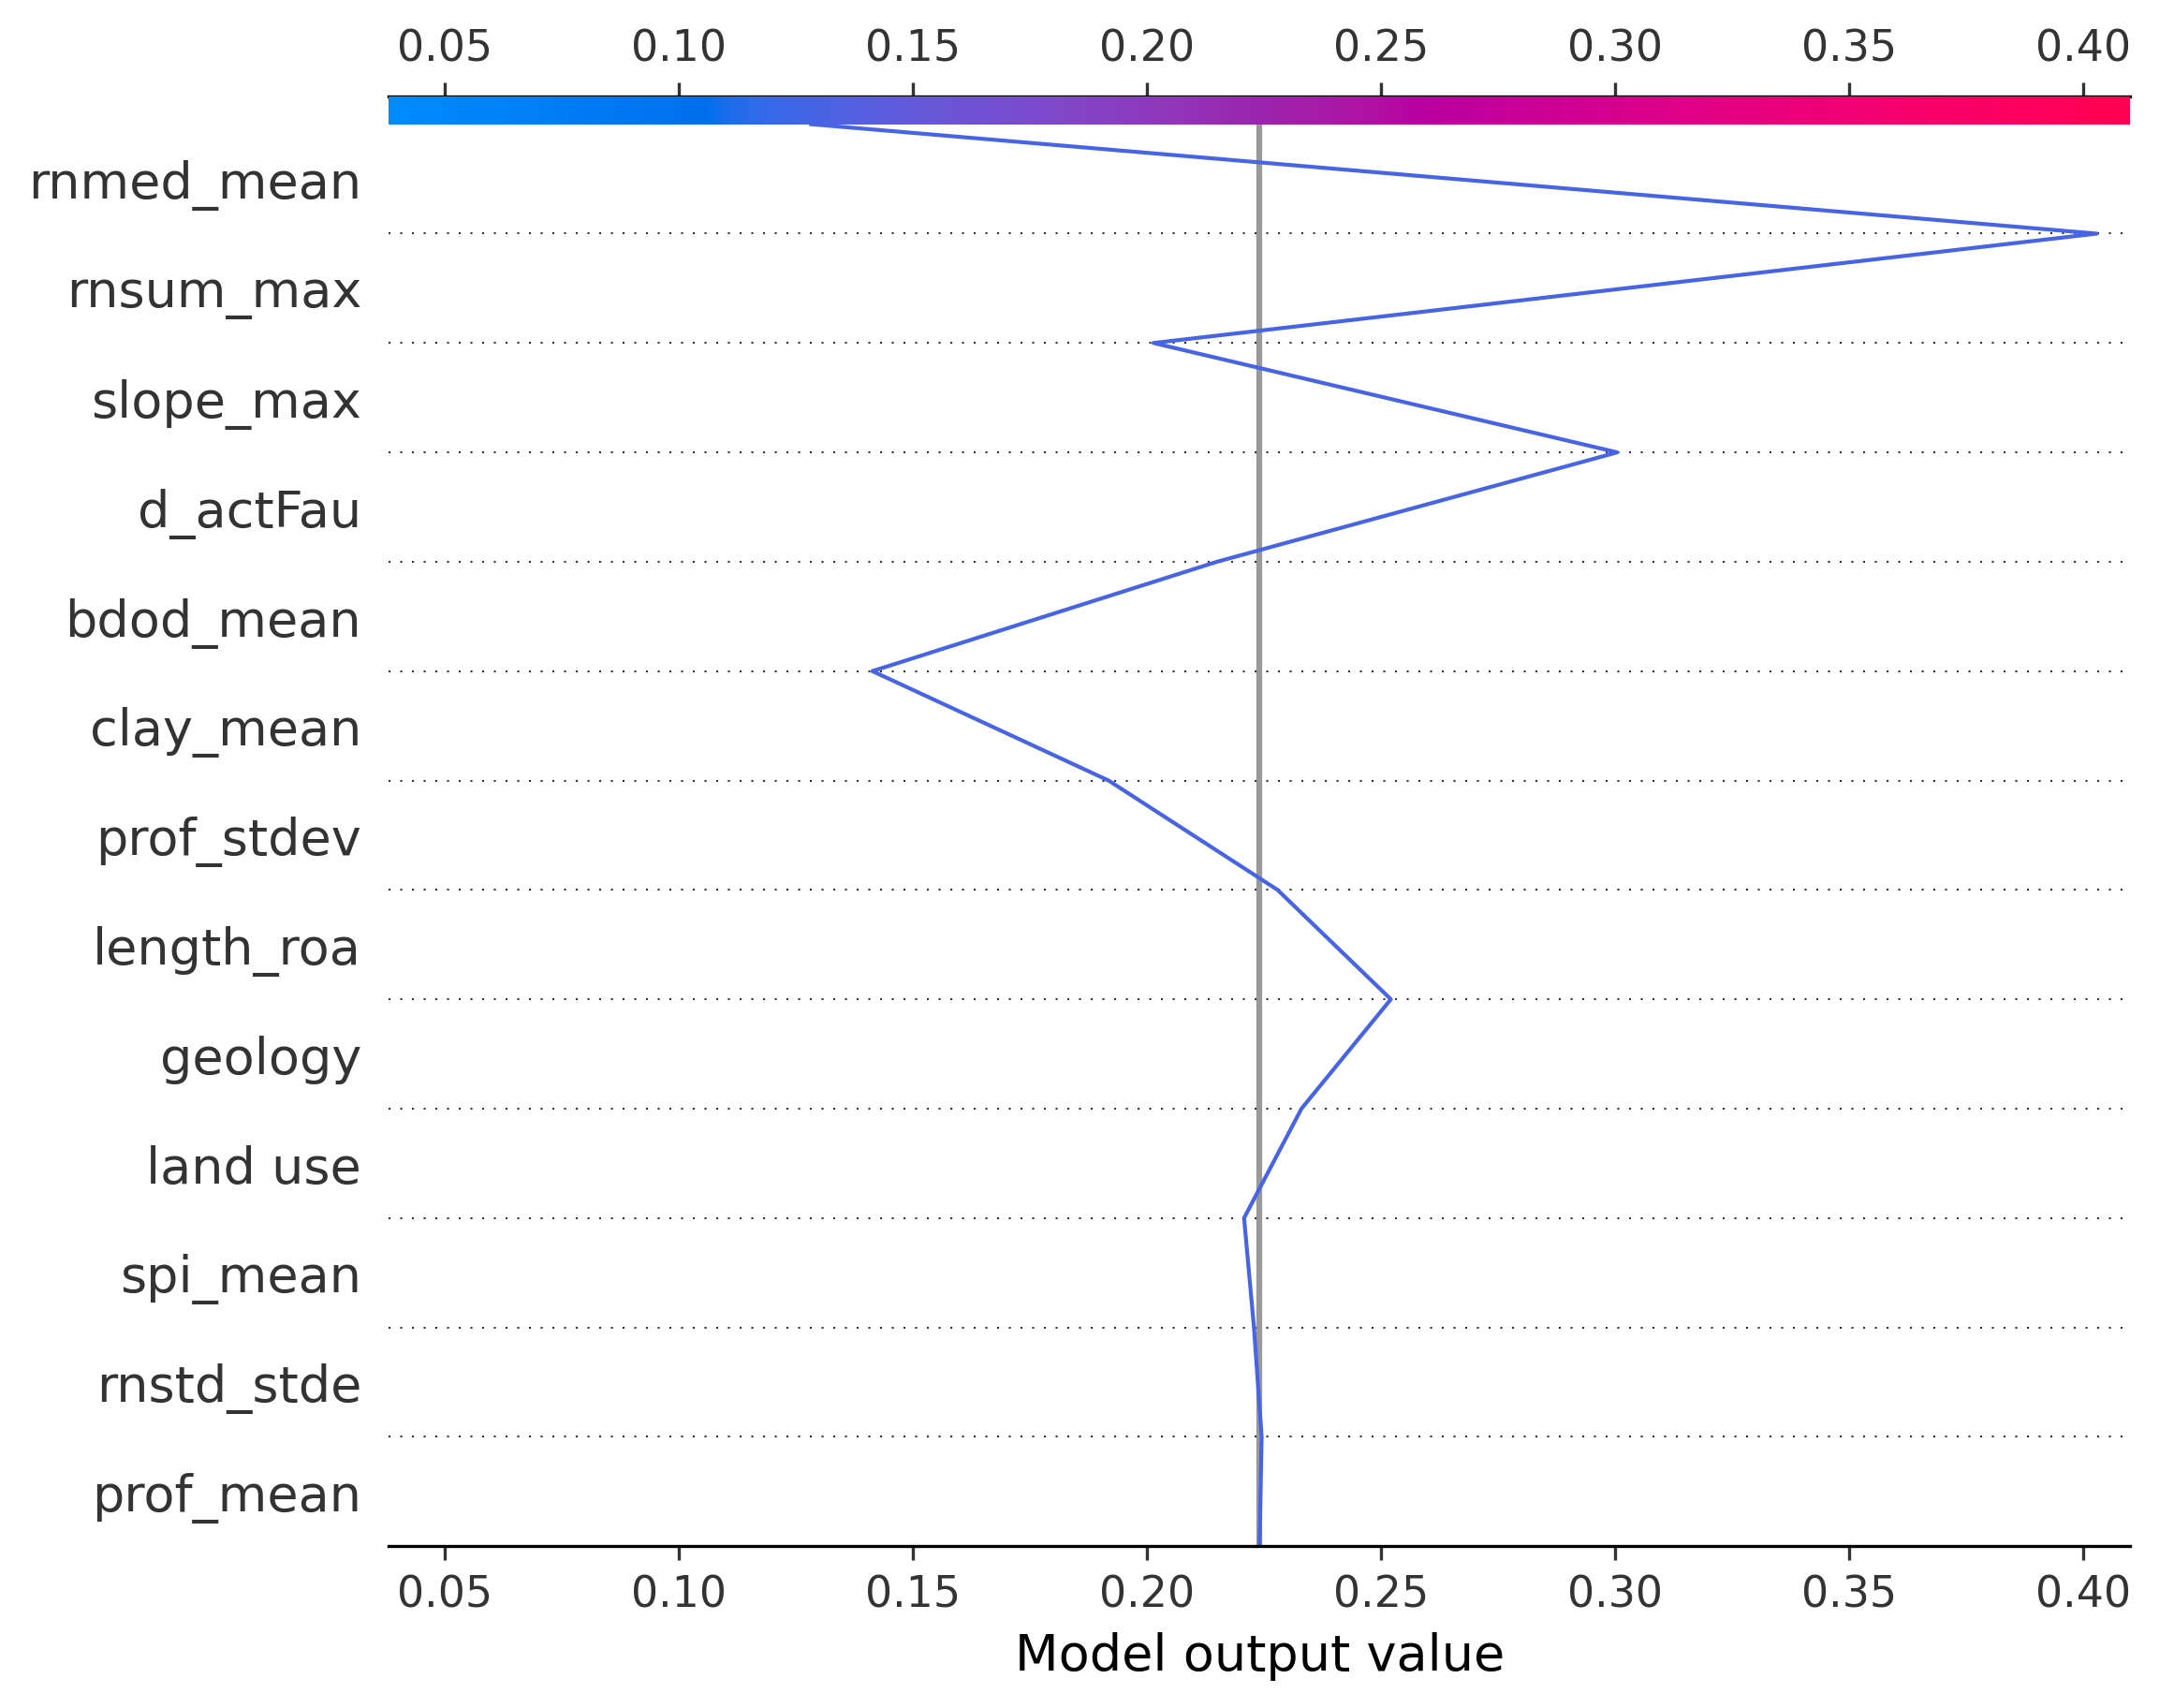 0.05 0.10 0.15 0.20 0.25 0.30 0.35 0.40
rnmed_mean
rnsum_max
slope_max
d_actFau
bdod_mean
clay_mean
prof_stdev
length_roa
geology
land use
spi_mean
rnstd_stde
prof_mean
0.05 0.10 0.15 0.20 0.25 0.30 0.35 0.40
Model output value